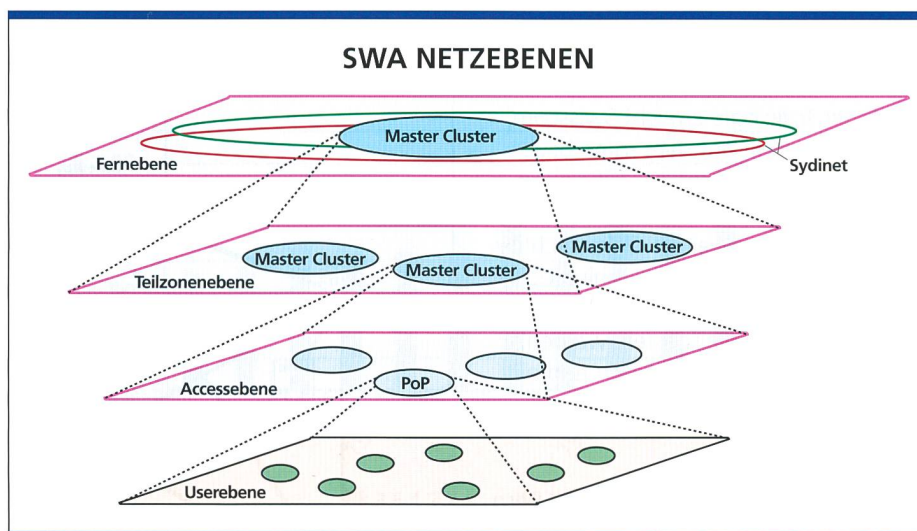 SWA NETZEBENEN
Master Cluster
Fernebene
Sydinet
Master Cluster
Master Cluster
Master Cluster
Teilzonenebene
Accessebene
PoP
Userebene